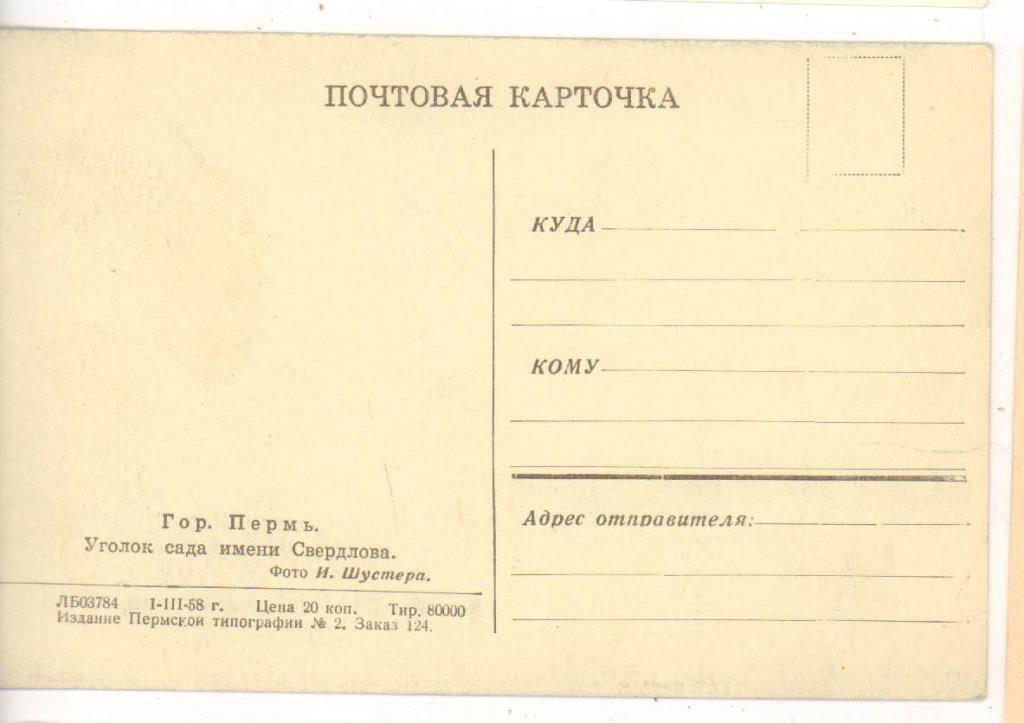 ПОЧТОВАЯ КАРТОЧКА
КУДА
КОМУ
Адрес отправителя:
Гор. Пермь.
Уголок сада имени Свердлова.
Фото И. Шустера.
ЛБ03784 1-III-58 г. Цена 20 коп. Тир. 80000
Издание Пермской типографии № 2. Заказ 124.